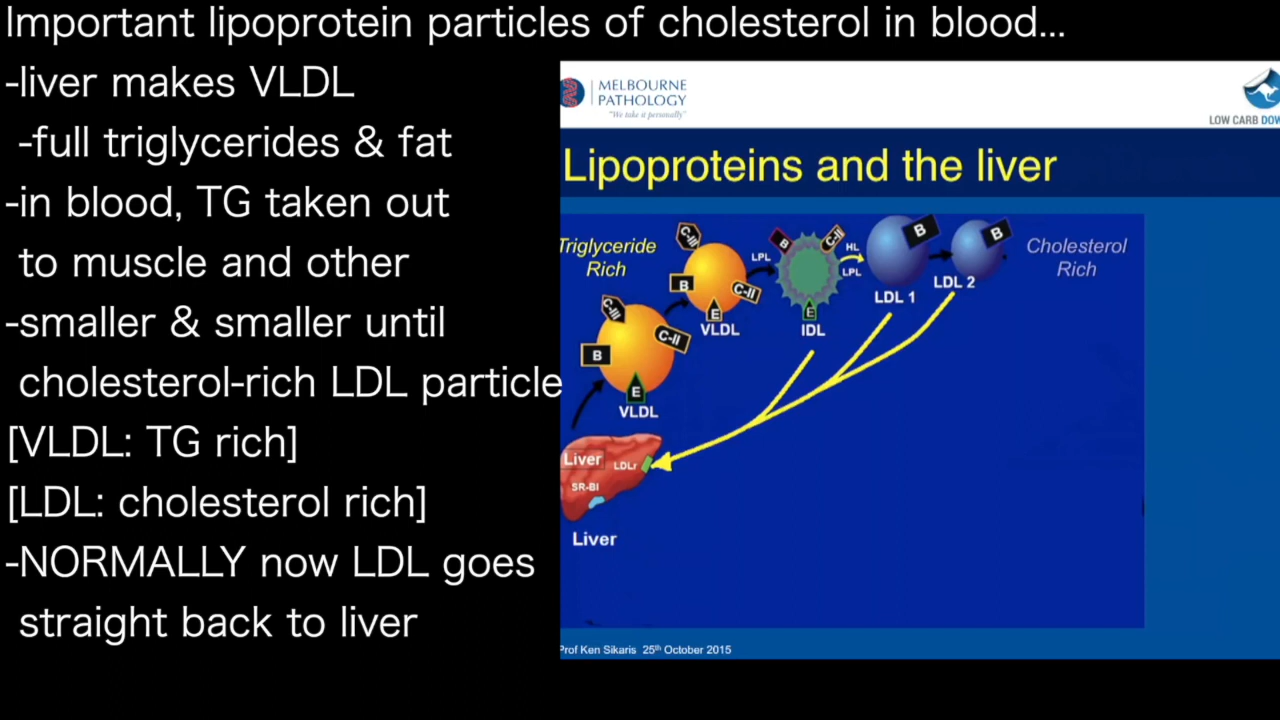 Important lipoprotein particles of cholesterol in blood...
-liver makes VLDL
-full triglycerides & fat
-in blood, TG taken out
to muscle and other
-smaller & smaller until
cholesterol-rich LDL particle
[VLDL: TG rich]
[LDL: cholesterol rich]
-NORMALLY now LDL goes
straight back to liver
MELBOURNE
PATHOLOGY
"We take it personally"
LOW CARB DOW
Lipoproteins and the liver
Triglyceride
Rich
C-III
B
C-II
E
VLDL
C-III
B
C-II
E
VLDL
LPL
B
C-II
E
IDL
HL
LPL
B
LDL 1
B
LDL 2
Cholesterol
Rich
Liver
LDLr
SR-BI
Liver
Prof Ken Sikaris 25th October 2015